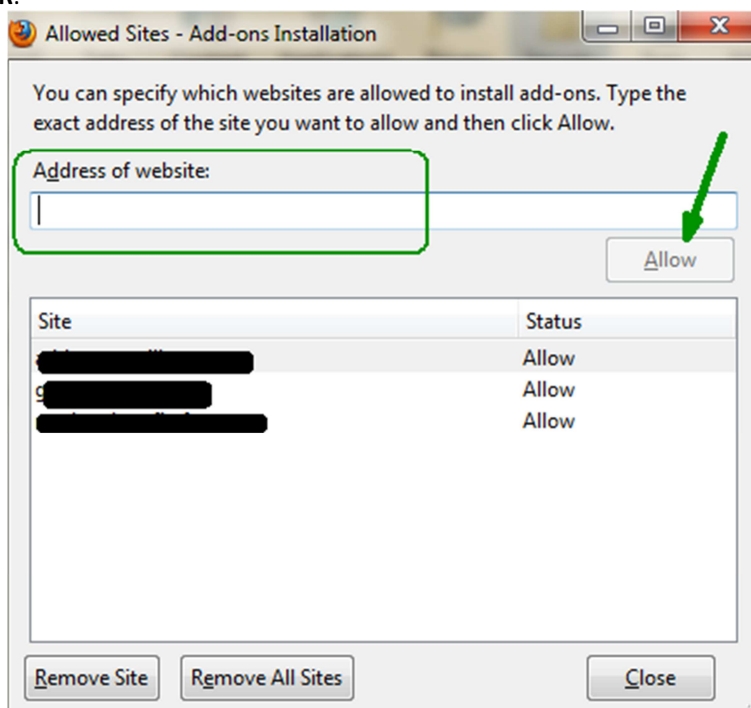 Allowed Sites - Add-ons Installation
You can specify which websites are allowed to install add-ons. Type the
exact address of the site you want to allow and then click Allow.
Address of website:
Allow
Site Status
Allow
Allow
Allow
Remove Site Remove All Sites Close